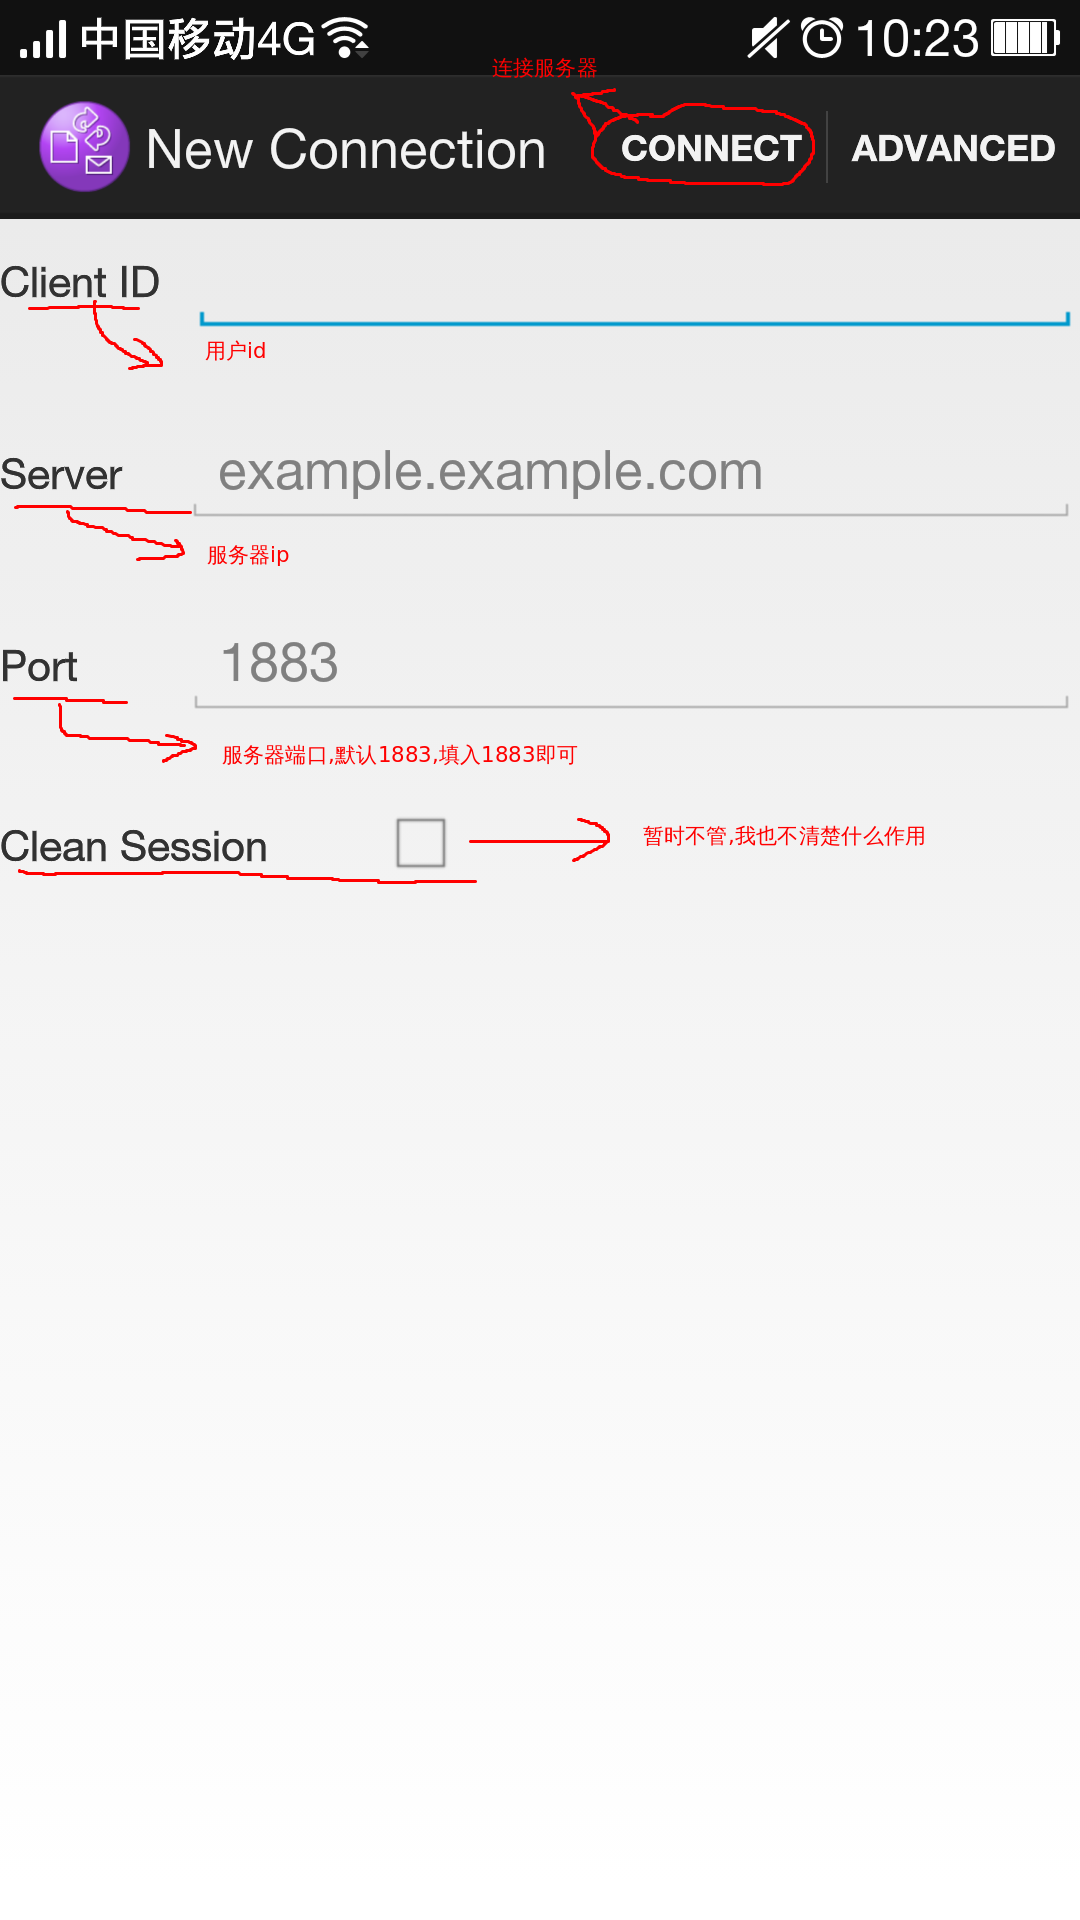 中国移动4G 10:23
连接服务器
New Connection CONNECT ADVANCED
Client ID
用户id
Server example.example.com
服务器ip
Port 1883
服务器端口,默认1883,填入1883即可
Clean Session 暂时不管,我也不清楚什么作用